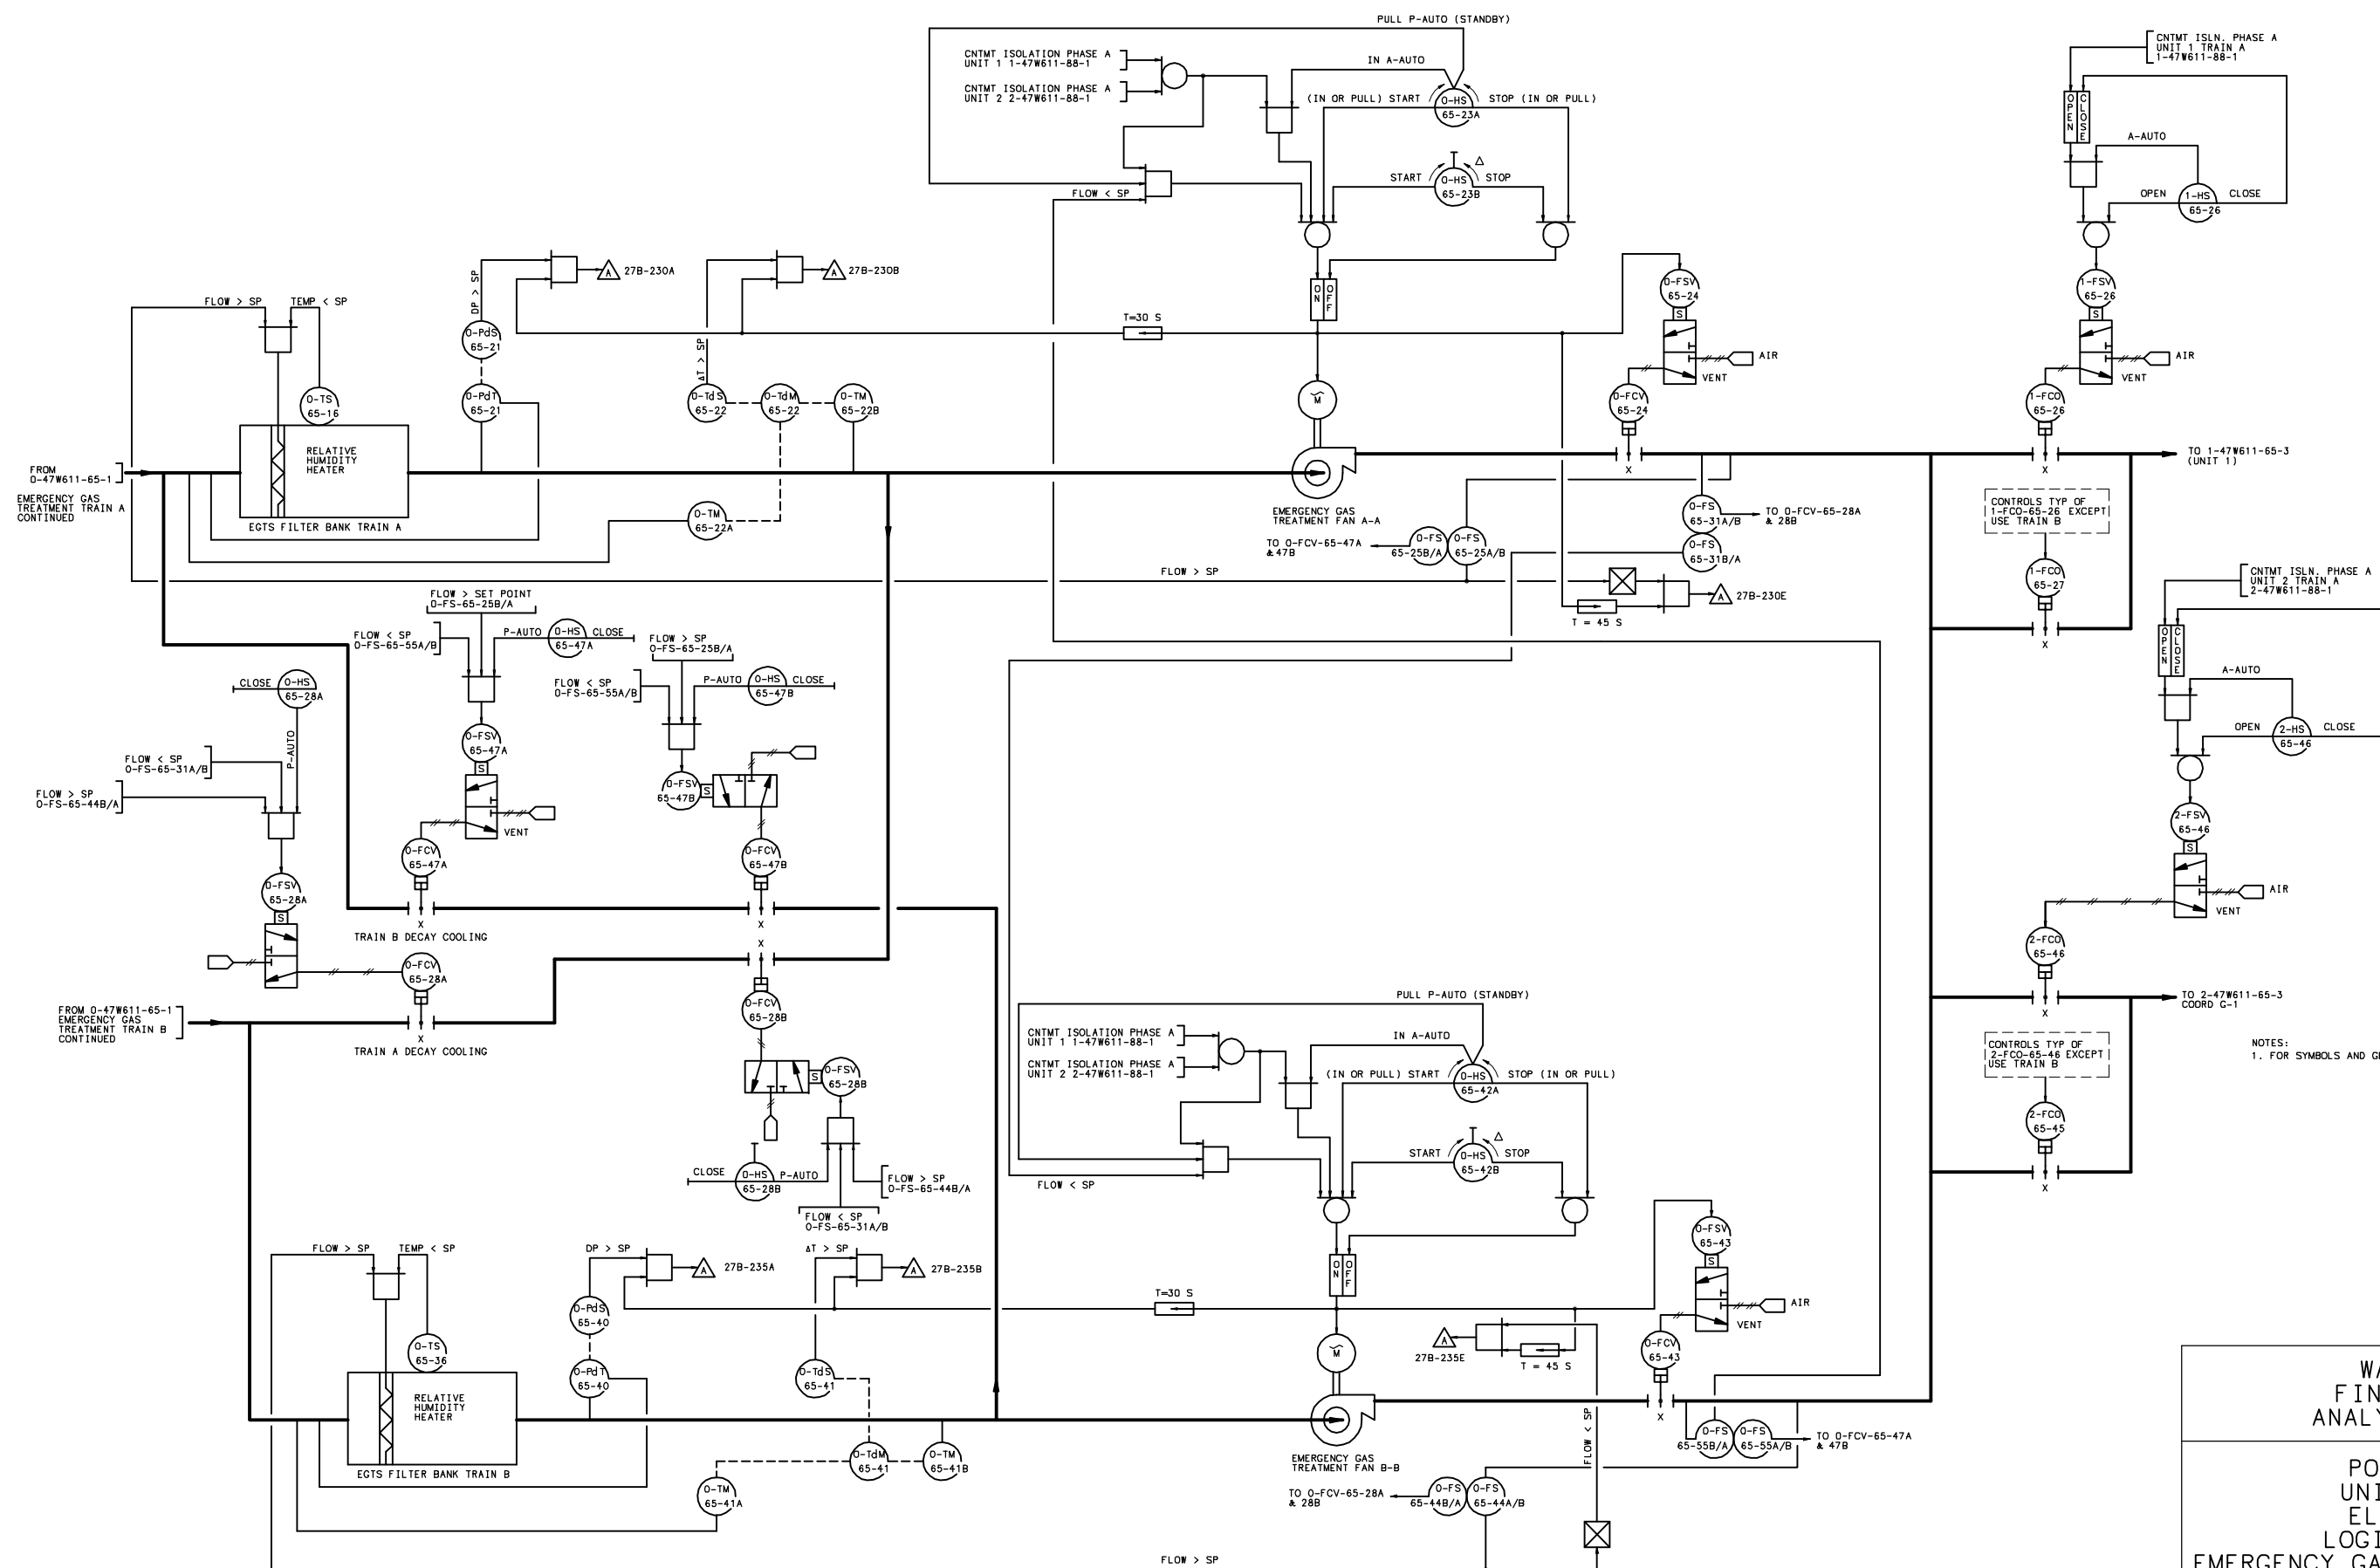 PULL P-AUTO (STANDBY)
CNTMT ISOLATION PHASE A
UNIT 1 1-47W611-88-1
CNTMT ISOLATION PHASE A
UNIT 2 2-47W611-88-1
IN A-AUTO
(IN OR PULL) START
0-HS
65-23A
STOP (IN OR PULL)
START
0-HS
65-23B
STOP
FLOW < SP
ON
OFF
CNTMT ISLN. PHASE A
UNIT 1 TRAIN A
1-47W611-88-1
OPEN
CLOSE
A-AUTO
OPEN
1-HS
65-26
CLOSE
1-FSV
65-26
S
AIR
VENT
1-FCO
65-26
X
TO 1-47W611-65-3
(UNIT 1)
FLOW > SP
TEMP < SP
0-TS
65-16
DP > SP
A
27B-230A
0-PdS
65-21
0-PdT
65-21
ΔT > SP
A
27B-230B
0-TdS
65-22
0-TdM
65-22
0-TM
65-22B
0-TM
65-22A
T=30 S
M
0-FSV
65-24
S
AIR
VENT
0-FCV
65-24
X
FROM
0-47W611-65-1
EMERGENCY GAS
TREATMENT TRAIN A
CONTINUED
RELATIVE
HUMIDITY
HEATER
EGTS FILTER BANK TRAIN A
EMERGENCY GAS
TREATMENT FAN A-A
TO 0-FCV-65-47A
& 47B
0-FS
65-25B/A
0-FS
65-25A/B
0-FS
65-31A/B
TO 0-FCV-65-28A
& 28B
0-FS
65-31B/A
FLOW > SP
A
27B-230E
T = 45 S
CONTROLS TYP OF
1-FCO-65-26 EXCEPT
USE TRAIN B
1-FCO
65-27
X
CNTMT ISLN. PHASE A
UNIT 2 TRAIN A
2-47W611-88-1
OPEN
CLOSE
A-AUTO
OPEN
2-HS
65-46
CLOSE
2-FSV
65-46
S
AIR
VENT
2-FCO
65-46
X
TO 2-47W611-65-3
COORD G-1
CONTROLS TYP OF
2-FCO-65-46 EXCEPT
USE TRAIN B
2-FCO
65-45
X
NOTES:
1. FOR SYMBOLS AND
FLOW > SET POINT
0-FS-65-25B/A
FLOW < SP
0-FS-65-55A/B
P-AUTO
0-HS
65-47A
CLOSE
FLOW > SP
0-FS-65-25B/A
FLOW < SP
0-FS-65-55A/B
P-AUTO
0-HS
65-47B
CLOSE
CLOSE
0-HS
65-28A
P-AUTO
FLOW < SP
0-FS-65-31A/B
FLOW > SP
0-FS-65-44B/A
0-FSV
65-47A
S
VENT
0-FSV
65-47B
S
0-FCV
65-47A
X
0-FCV
65-47B
X
TRAIN B DECAY COOLING
0-FSV
65-28A
S
0-FCV
65-28A
X
TRAIN A DECAY COOLING
FROM 0-47W611-65-1
EMERGENCY GAS
TREATMENT TRAIN B
CONTINUED
X
0-FCV
65-28B
S
0-FSV
65-28B
CLOSE
0-HS
65-28B
P-AUTO
FLOW > SP
0-FS-65-44B/A
FLOW < SP
0-FS-65-31A/B
PULL P-AUTO (STANDBY)
CNTMT ISOLATION PHASE A
UNIT 1 1-47W611-88-1
CNTMT ISOLATION PHASE A
UNIT 2 2-47W611-88-1
IN A-AUTO
(IN OR PULL) START
0-HS
65-42A
STOP (IN OR PULL)
START
0-HS
65-42B
STOP
FLOW < SP
ON
OFF
FLOW > SP
TEMP < SP
0-TS
65-36
DP > SP
A
27B-235A
0-PdS
65-40
0-PdT
65-40
ΔT > SP
A
27B-235B
0-TdS
65-41
0-TdM
65-41
0-TM
65-41B
0-TM
65-41A
T=30 S
M
A
27B-235E
T = 45 S
0-FSV
65-43
S
AIR
VENT
0-FCV
65-43
X
RELATIVE
HUMIDITY
HEATER
EGTS FILTER BANK TRAIN B
EMERGENCY GAS
TREATMENT FAN B-B
TO 0-FCV-65-28A
& 28B
0-FS
65-44B/A
0-FS
65-44A/B
FLOW < SP
0-FS
65-55B/A
0-FS
65-55A/B
TO 0-FCV-65-47A
& 47B
FLOW > SP
WA
FIN
ANALY
PO
UNI
EL
LOGI
EMERGENCY GA